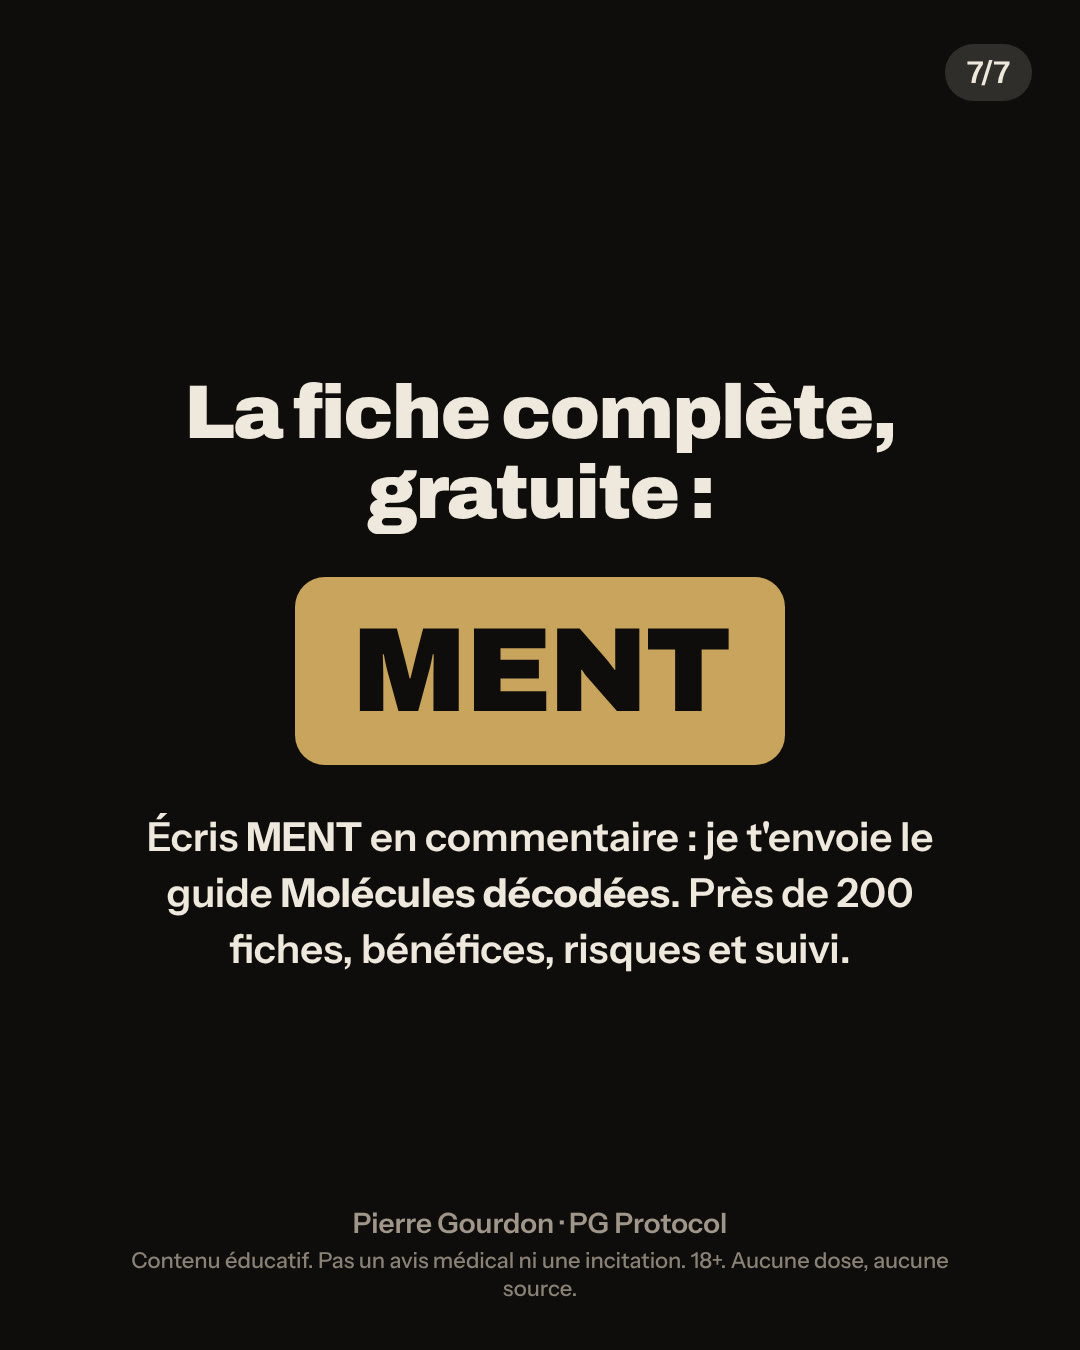 7/7
La fiche complète,
gratuite :
MENT
Écris MENT en commentaire : je t'envoie le
guide Molécules décodées. Près de 200
fiches, bénéfices, risques et suivi.
Pierre Gourdon · PG Protocol
Contenu éducatif. Pas un avis médical ni une incitation. 18+. Aucune dose, aucune
source.